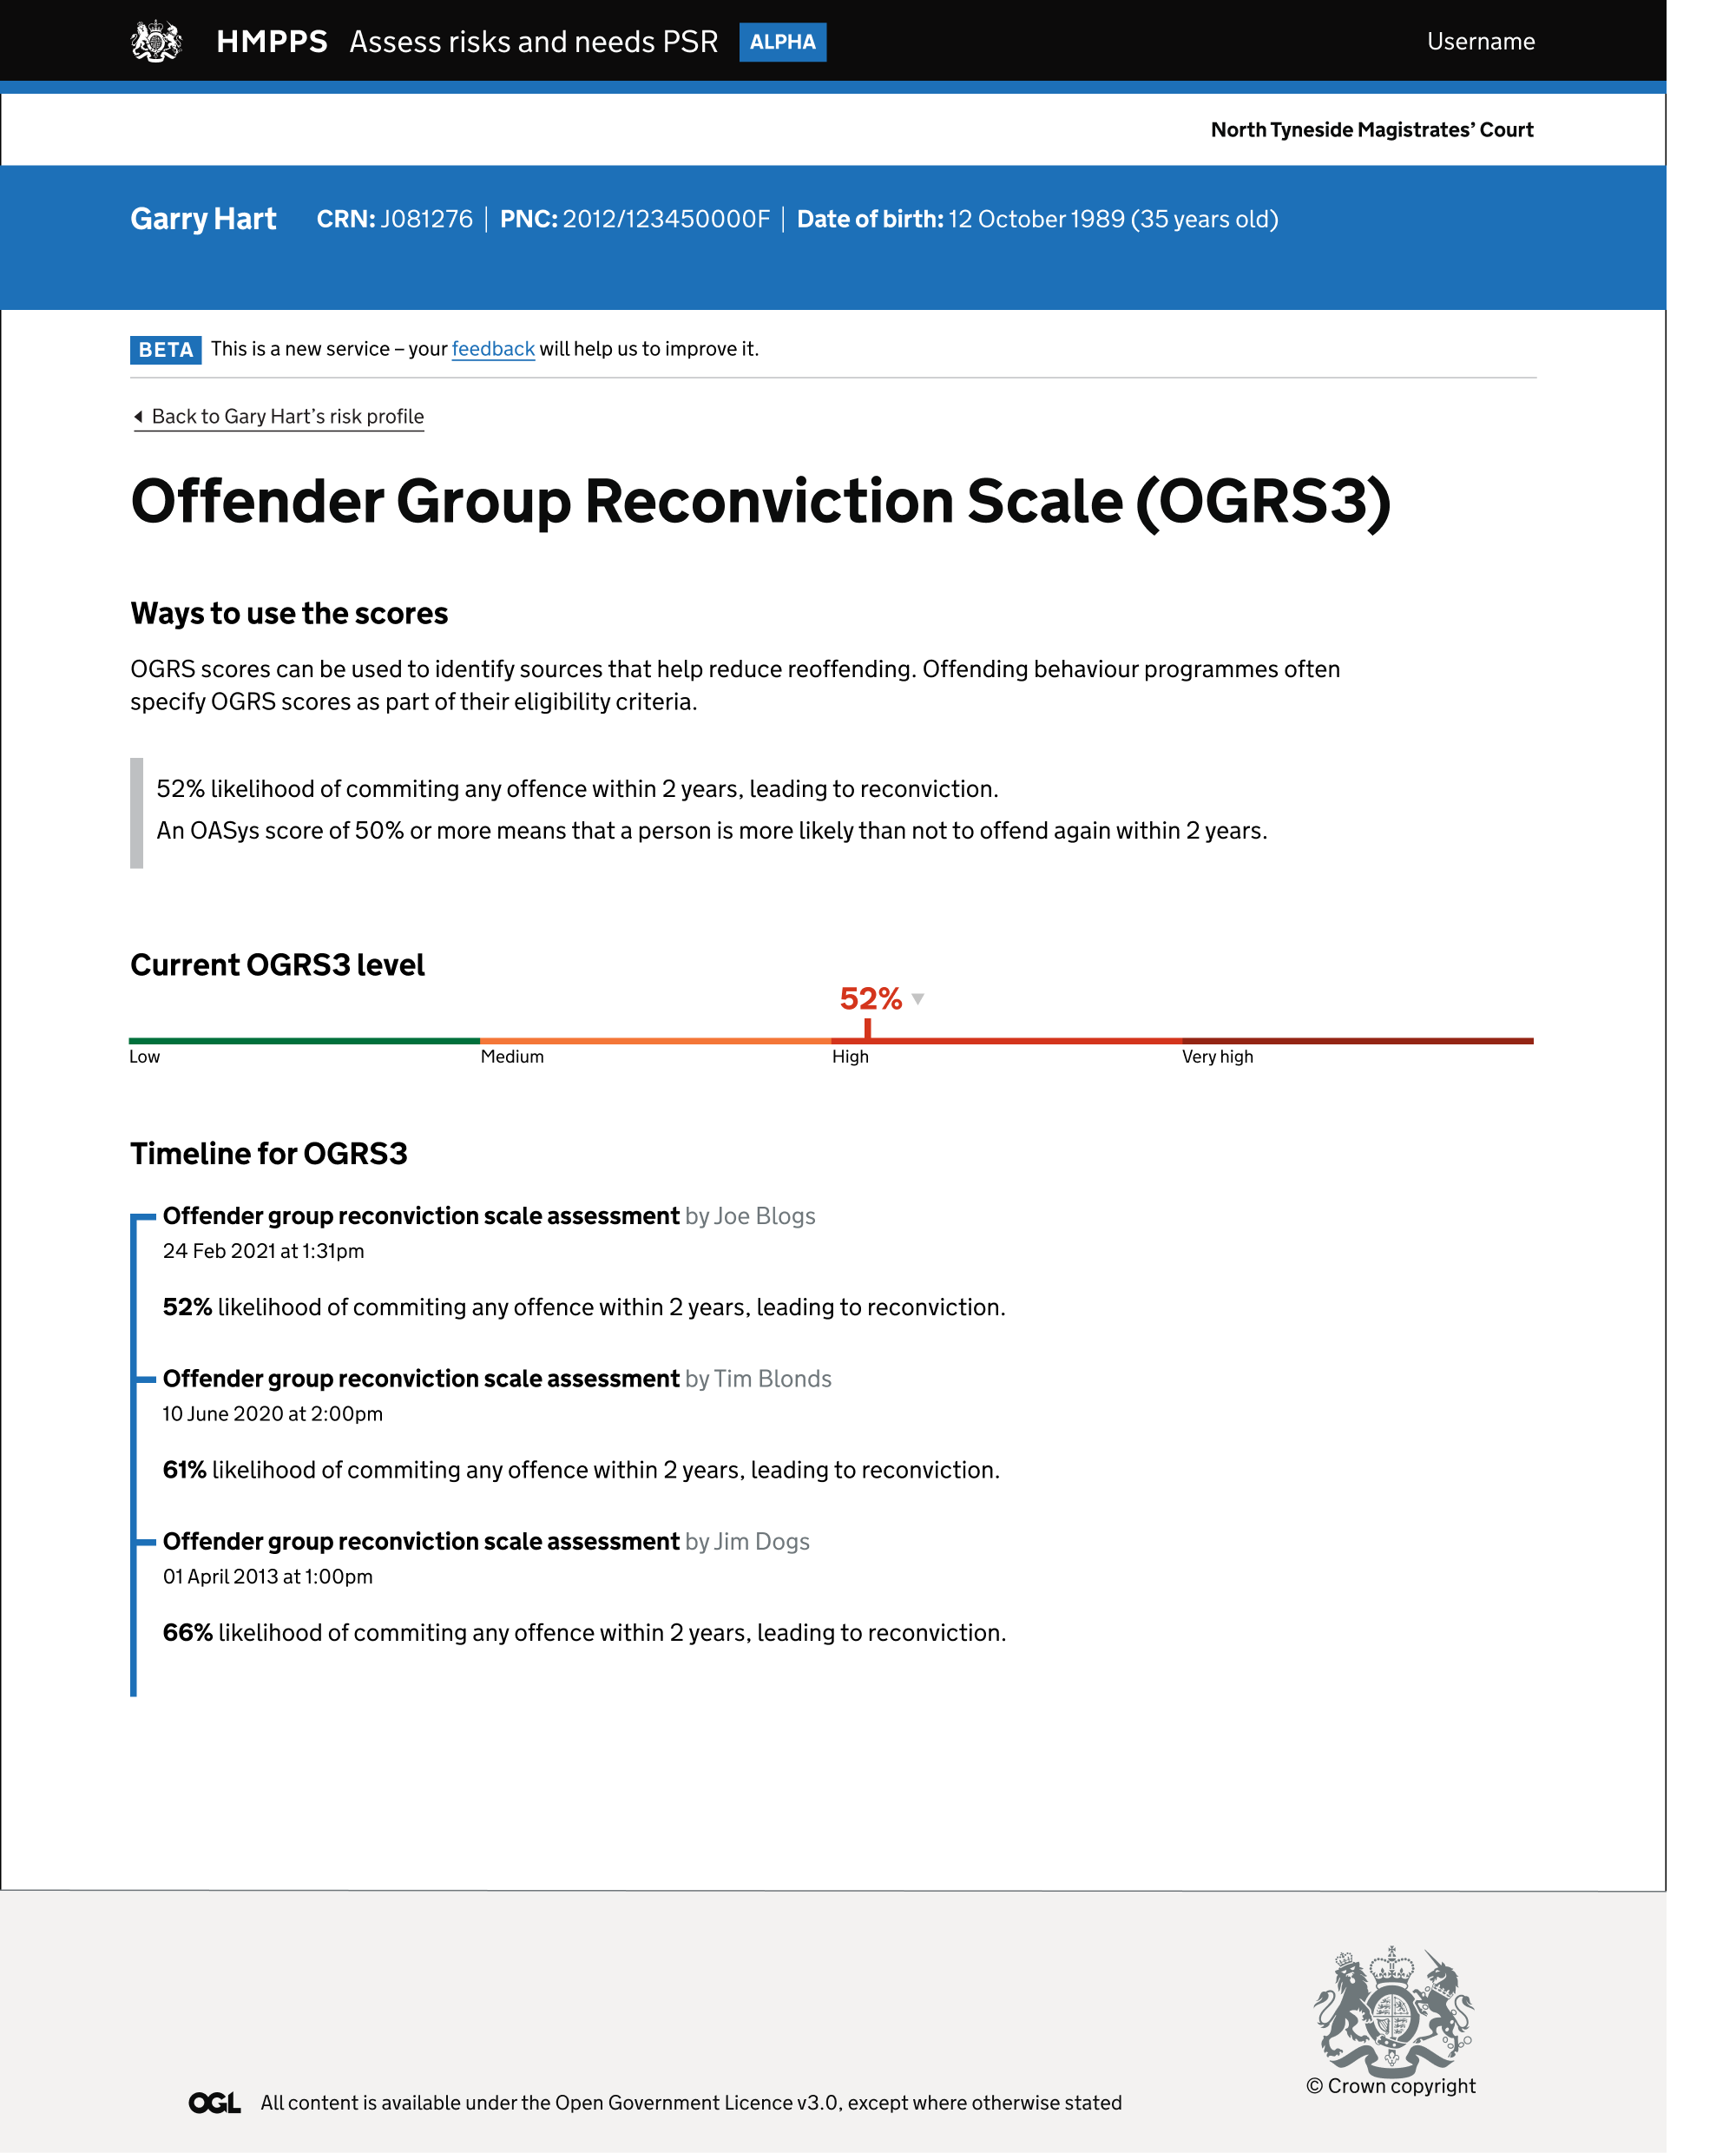 HMPPS Assess risks and needs PSR ALPHA Username
North Tyneside Magistrates’ Court
Garry Hart CRN: J081276 PNC: 2012/123450000F Date of birth: 12 October 1989 (35 years old)
BETA This is a new service – your feedback will help us to improve it.
Back to Gary Hart’s risk profile
Offender Group Reconviction Scale (OGRS3)
Ways to use the scores
OGRS scores can be used to identify sources that help reduce reoffending. Offending behaviour programmes often
specify OGRS scores as part of their eligibility criteria.
52% likelihood of commiting any offence within 2 years, leading to reconviction.
An OASys score of 50% or more means that a person is more likely than not to offend again within 2 years.
Current OGRS3 level
52%
Low Medium High Very high
Timeline for OGRS3
Offender group reconviction scale assessment by Joe Blogs
24 Feb 2021 at 1:31pm
52% likelihood of commiting any offence within 2 years, leading to reconviction.
Offender group reconviction scale assessment by Tim Blonds
10 June 2020 at 2:00pm
61% likelihood of commiting any offence within 2 years, leading to reconviction.
Offender group reconviction scale assessment by Jim Dogs
01 April 2013 at 1:00pm
66% likelihood of commiting any offence within 2 years, leading to reconviction.
© Crown copyright
OGL All content is available under the Open Government Licence v3.0, except where otherwise stated